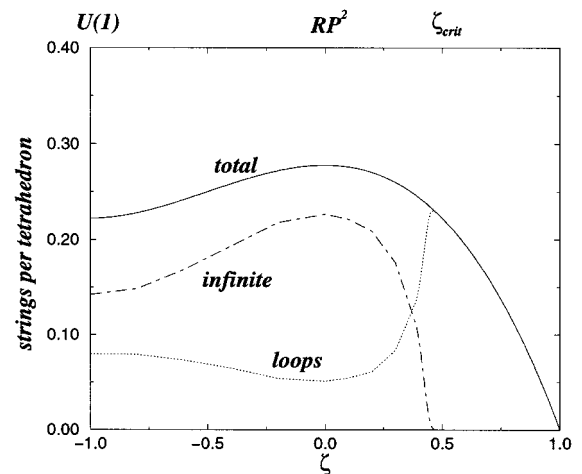 U(1) RP² ζcrit
0.40
0.30
0.20
0.10
0.00
strings per tetrahedron
total
infinite
loops
-1.0 -0.5 0.0 0.5 1.0
ζ